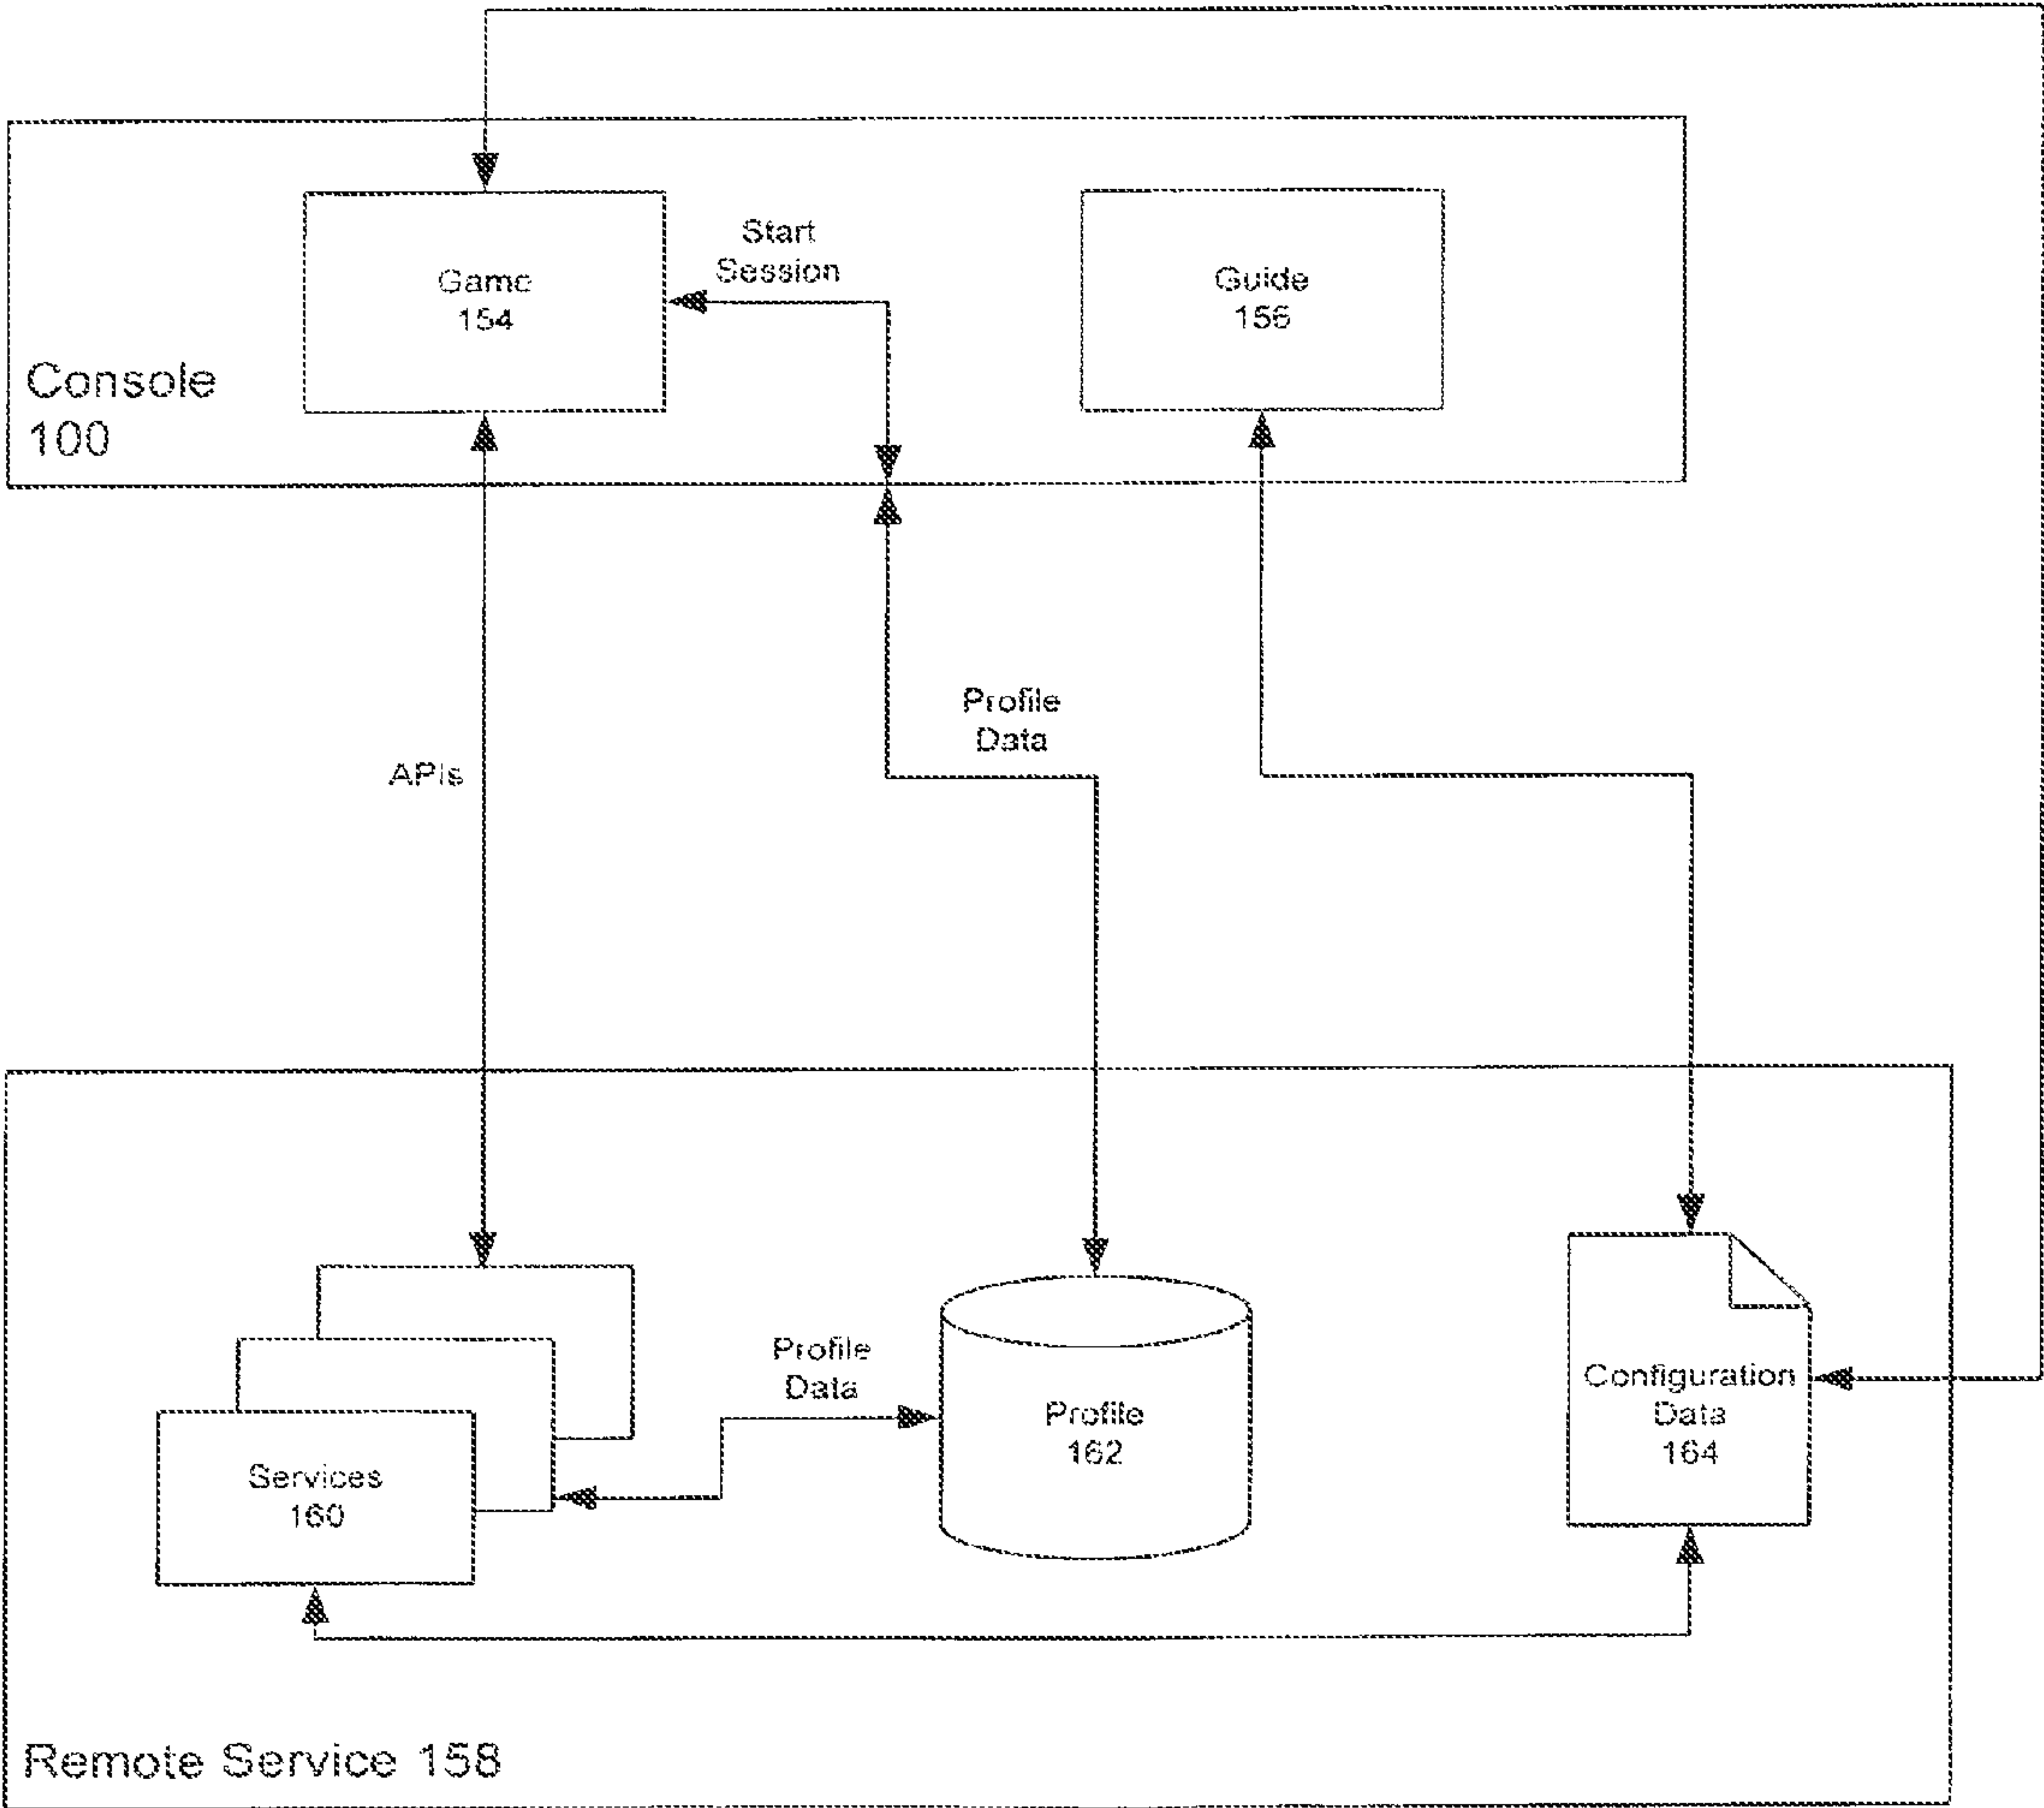 Start
Session
Game
154
Guide
156
Console
100
Profile
Data
APIs
Profile
Data
Configuration
Data
164
Profile
162
Services
160
Remote Service 158